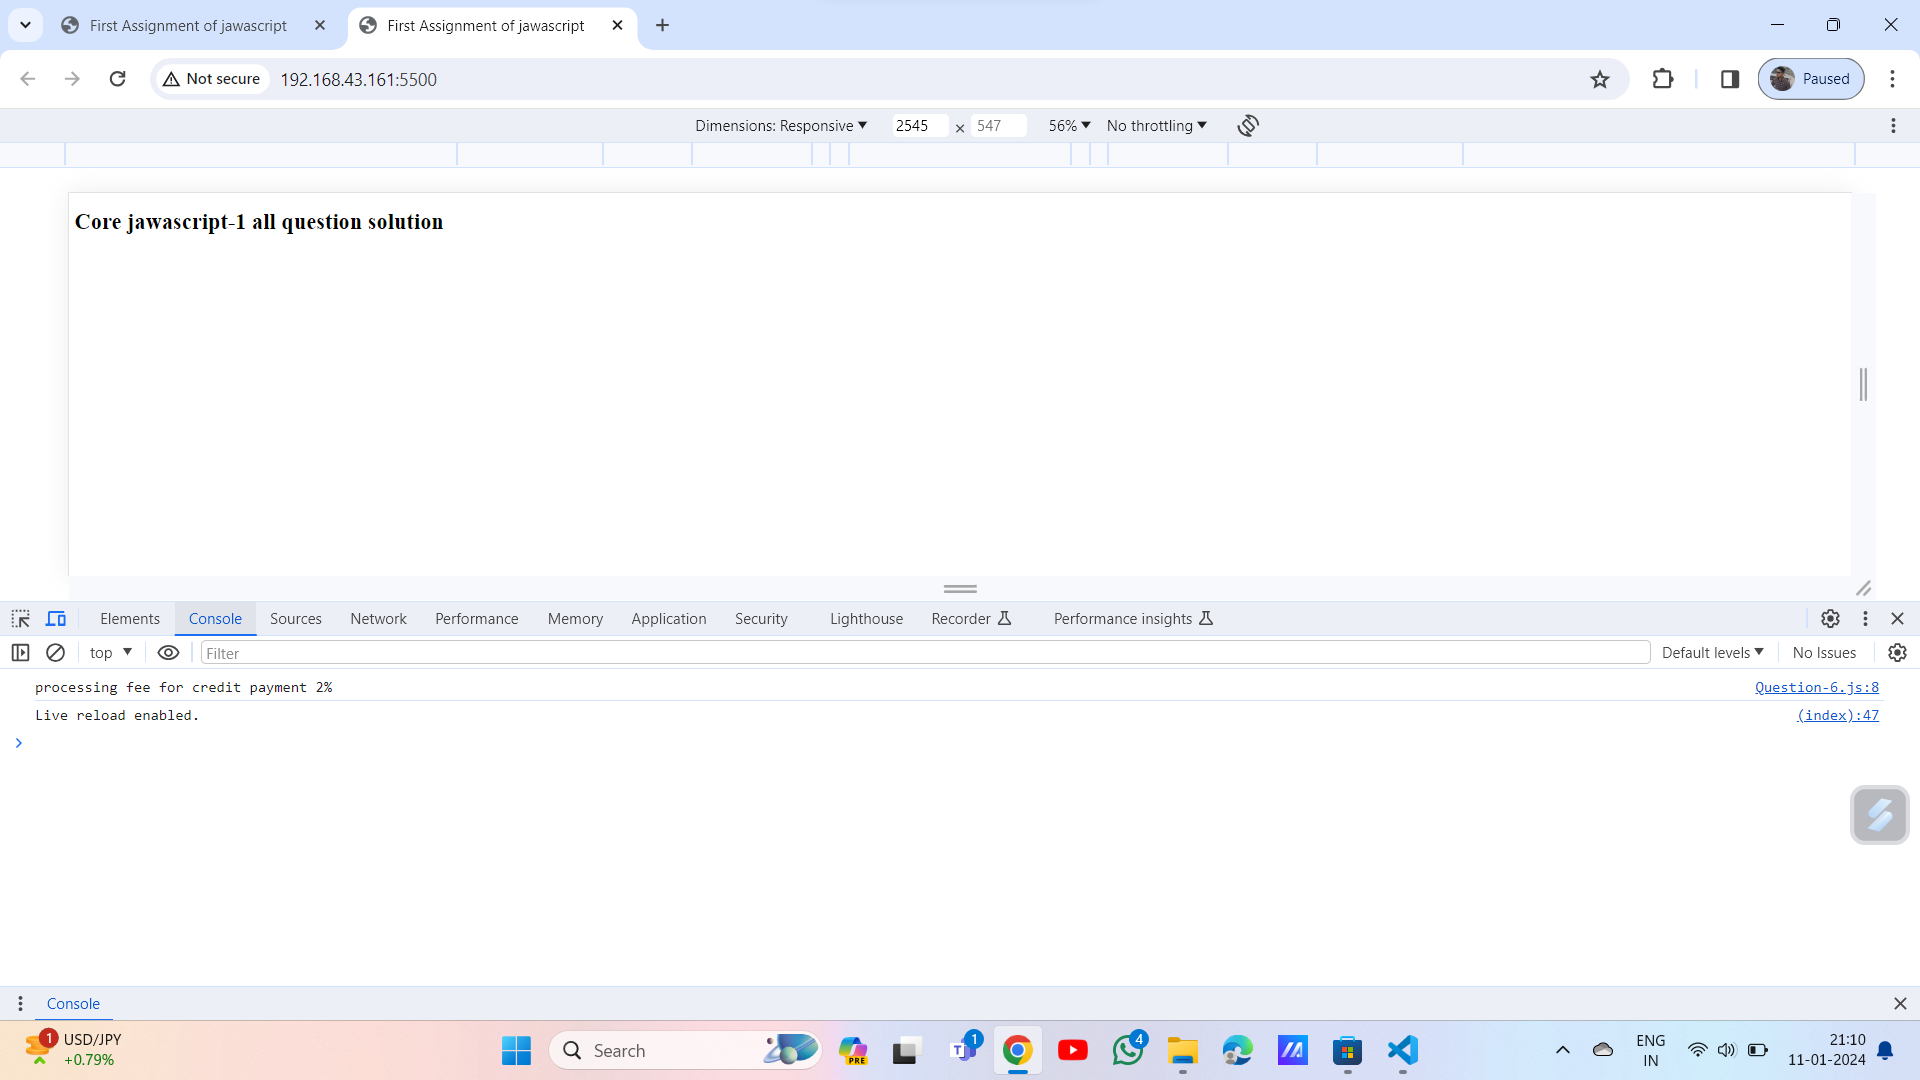 First Assignment of jawascript
First Assignment of jawascript
Not secure
192.168.43.161:5500
Paused
Dimensions: Responsive
2545 × 547
56%
No throttling
Core jawascript-1 all question solution
Elements
Console
Sources
Network
Performance
Memory
Application
Security
Lighthouse
Recorder
Performance insights
top
Filter
Default levels
No Issues
processing fee for credit payment 2%
Question-6.js:8
Live reload enabled.
(index):47
Console
1
USD/JPY
+0.79%
Search
PRE
T
1
4
ENG
IN
21:10
11-01-2024